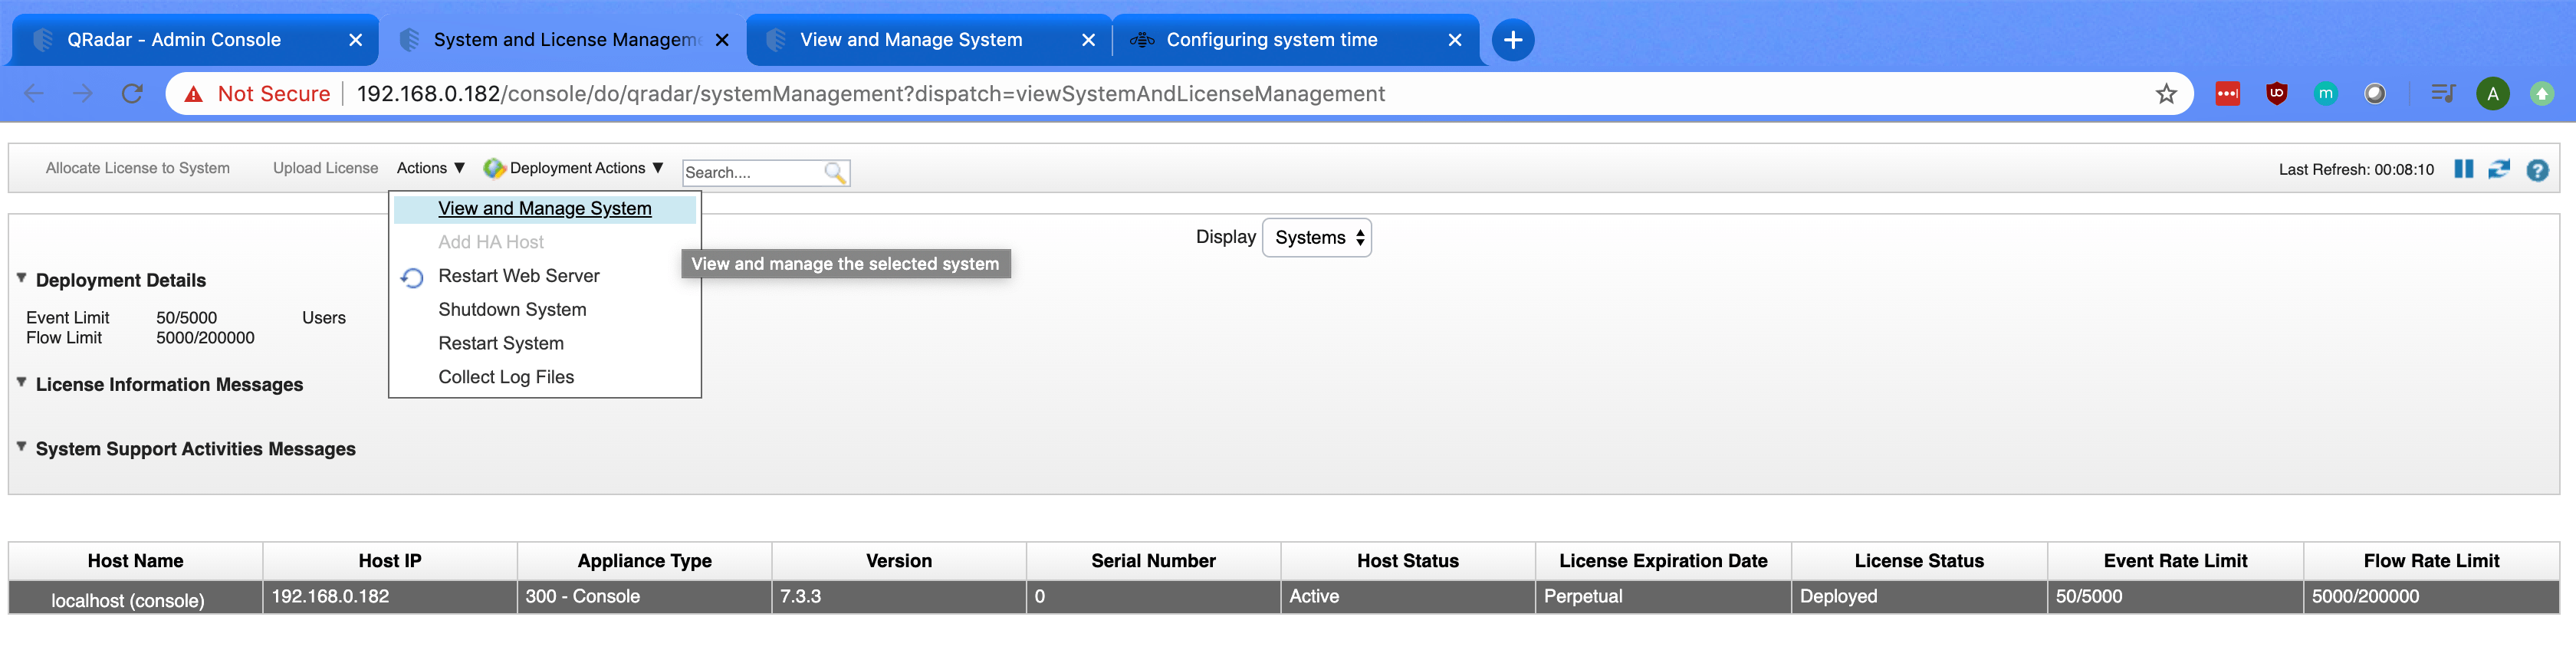 QRadar - Admin Console
System and License Manageme
View and Manage System
Configuring system time
Not Secure
192.168.0.182/console/do/qradar/systemManagement?dispatch=viewSystemAndLicenseManagement
m
A
Allocate License to System
Upload License
Actions ▼
Deployment Actions ▼
Search....
Last Refresh: 00:08:10
View and Manage System
Add HA Host
Restart Web Server
Shutdown System
Restart System
Collect Log Files
View and manage the selected system
Display
Systems
Deployment Details
Event Limit 50/5000 Users
Flow Limit 5000/200000
License Information Messages
System Support Activities Messages
Host Name Host IP Appliance Type Version Serial Number Host Status License Expiration Date License Status Event Rate Limit Flow Rate Limit
localhost (console) 192.168.0.182 300 - Console 7.3.3 0 Active Perpetual Deployed 50/5000 5000/200000